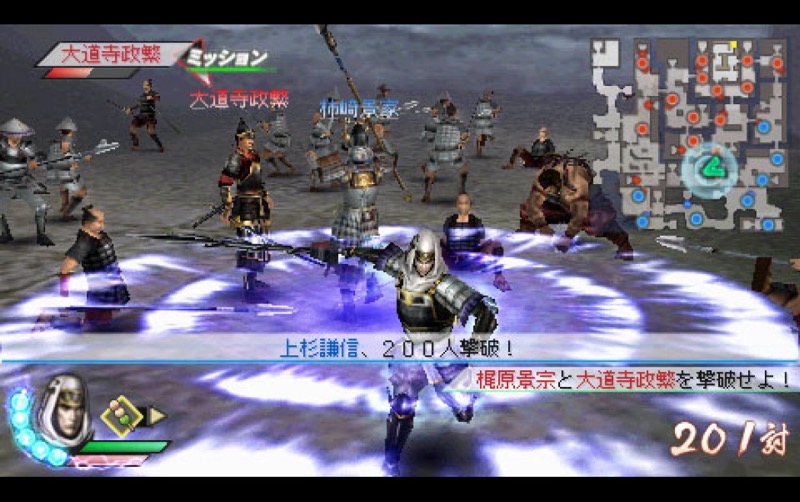 大道寺政繁
ミッション
大道寺政繁
柿崎景家
上杉謙信、２００人撃破！
梶原景宗と大道寺政繁を撃破せよ！
201対